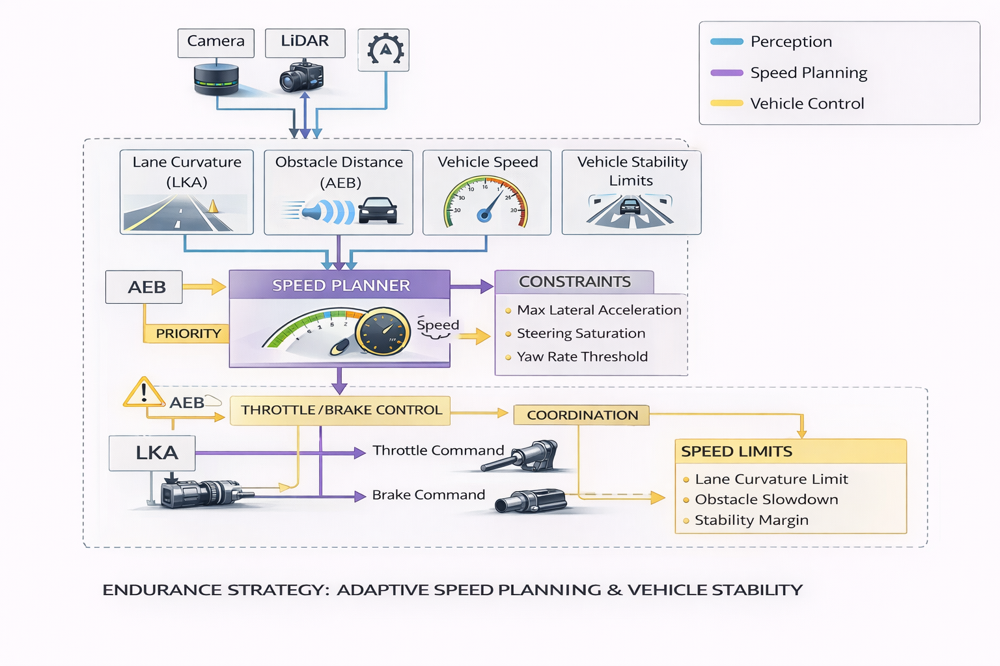 Camera
LiDAR
Perception
Speed Planning
Vehicle Control
Lane Curvature
(LKA)
Obstacle Distance
(AEB)
Vehicle Speed
Vehicle Stability
Limits
AEB
SPEED PLANNER
CONSTRAINTS
Max Lateral Acceleration
Steering Saturation
Yaw Rate Threshold
PRIORITY
Speed
AEB
THROTTLE/BRAKE CONTROL
COORDINATION
LKA
Throttle Command
Brake Command
SPEED LIMITS
Lane Curvature Limit
Obstacle Slowdown
Stability Margin
ENDURANCE STRATEGY: ADAPTIVE SPEED PLANNING & VEHICLE STABILITY